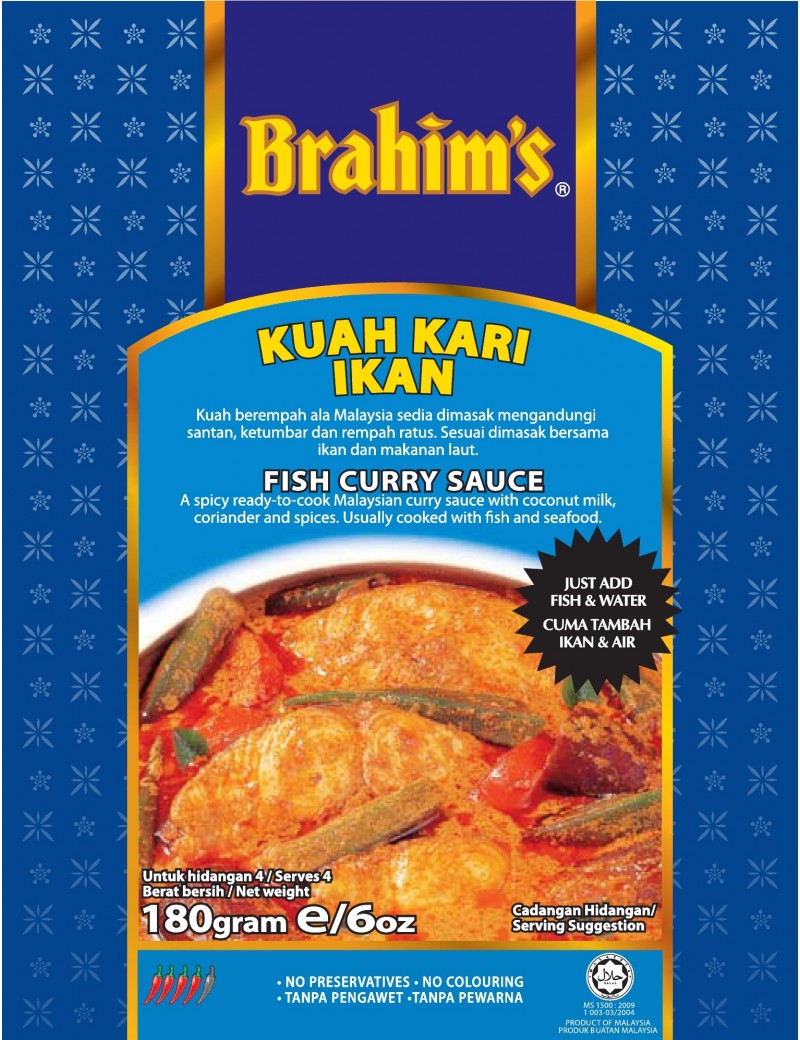 Brahim's®
KUAH KARI
IKAN
Kuah berempah ala Malaysia sedia dimasak mengandungi
santan, ketumbar dan rempah ratus. Sesuai dimasak bersama
ikan dan makanan laut.
FISH CURRY SAUCE
A spicy ready-to-cook Malaysian curry sauce with coconut milk,
coriander and spices. Usually cooked with fish and seafood.
JUST ADD
FISH & WATER
CUMA TAMBAH
IKAN & AIR
Untuk hidangan 4 / Serves 4
Berat bersih / Net weight
180gram e/6oz
Cadangan Hidangan/
Serving Suggestion
• NO PRESERVATIVES • NO COLOURING
• TANPA PENGAWET •TANPA PEWARNA
حلال
HALAL
MS 1500 : 2009
1 003-03/2004
PRODUCT OF MALAYSIA
PRODUK BUATAN MALAYSIA